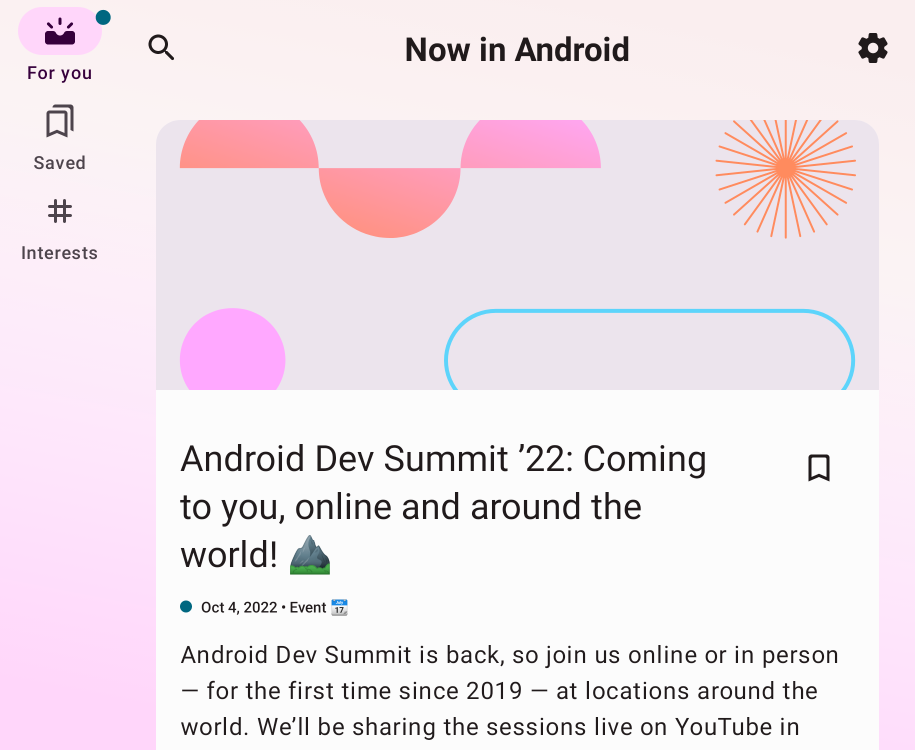 Now in Android
For you
Saved
Interests
Android Dev Summit ’22: Coming
to you, online and around the
world! ⛰️
Oct 4, 2022 • Event 📅
Android Dev Summit is back, so join us online or in person
— for the first time since 2019 — at locations around the
world. We’ll be sharing the sessions live on YouTube in